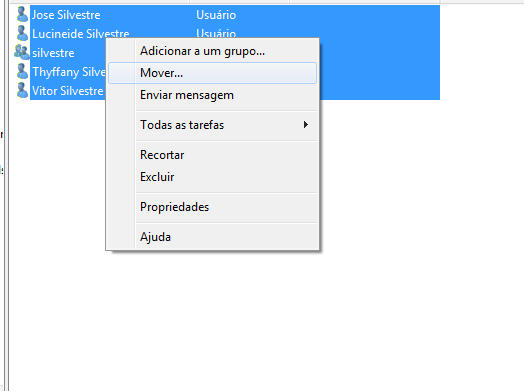 Jose Silvestre Usuário
Lucineide Silvestre Usuário
silvestre
Thyffany Silve
Vitor Silvestre
Adicionar a um grupo...
Mover...
Enviar mensagem
Todas as tarefas
Recortar
Excluir
Propriedades
Ajuda